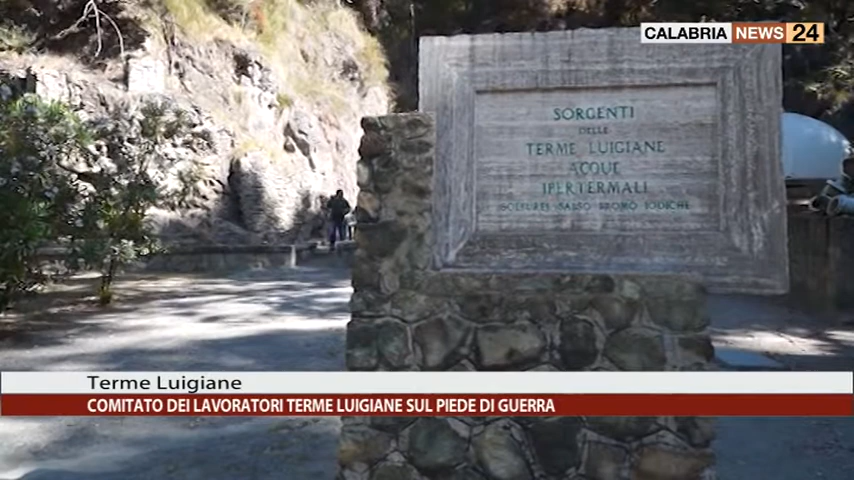 CALABRIA NEWS 24
SORGENTI
DELLE
TERME LUIGIANE
ACQUE
IPERTERMALI
SOLFUREE SALSO BROMO IODICHE
Terme Luigiane
COMITATO DEI LAVORATORI TERME LUIGIANE SUL PIEDE DI GUERRA